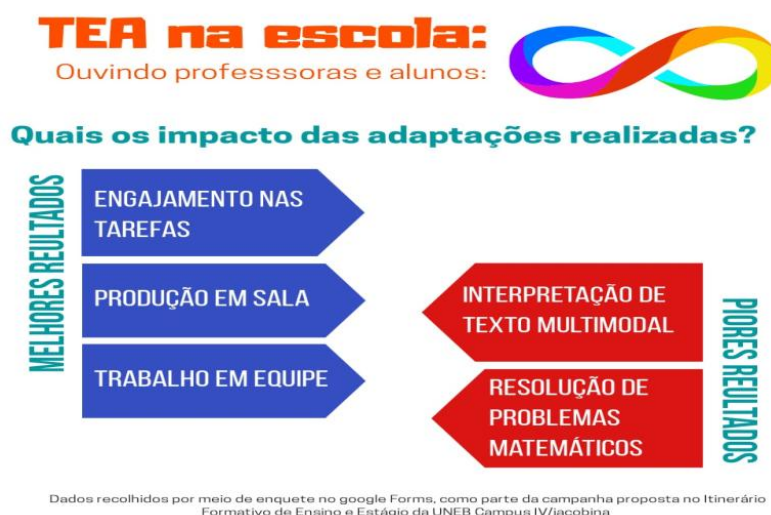 TEA na escola:
Ouvindo professsoras e alunos:
Quais os impacto das adaptações realizadas?
MELHORES REULTADOS
ENGAJAMENTO NAS
TAREFAS
PRODUÇÃO EM SALA
TRABALHO EM EQUIPE
INTERPRETAÇÃO DE
TEXTO MULTIMODAL
RESOLUÇÃO DE
PROBLEMAS
MATEMÁTICOS
PIORES REULTADOS
Dados recolhidos por meio de enquete no google Forms, como parte da campanha proposta no Itinerário
Formativo de Ensino e Estágio da UNEB Campus IV/jacobina